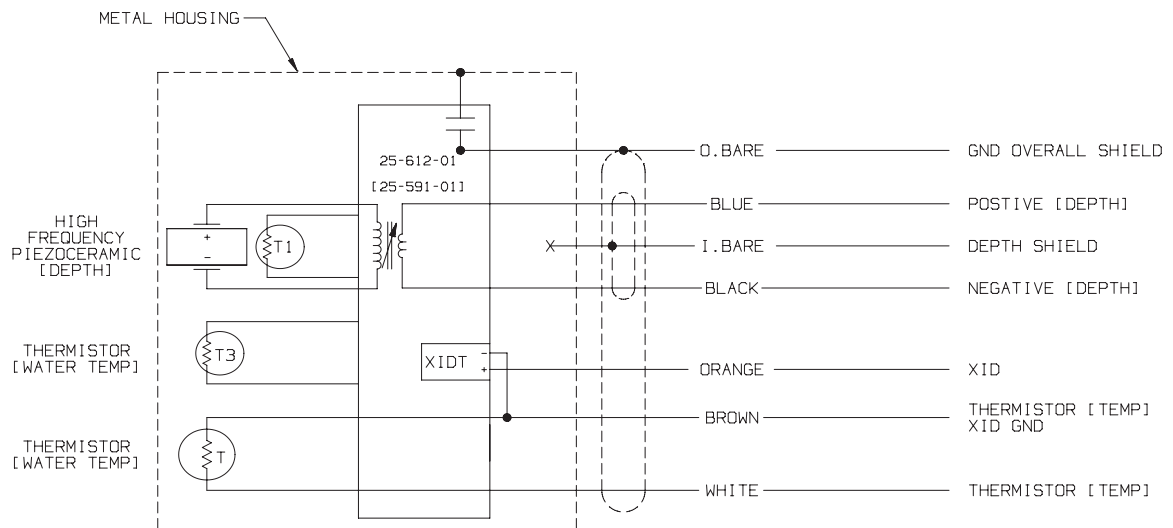 METAL HOUSING
25-612-01
[25-591-01]
O.BARE
GND OVERALL SHIELD
HIGH
FREQUENCY
PIEZOCERAMIC
[DEPTH]
+
-
T1
BLUE
POSTIVE [DEPTH]
X
I.BARE
DEPTH SHIELD
BLACK
NEGATIVE [DEPTH]
THERMISTOR
[WATER TEMP]
T3
XIDT
-
+
ORANGE
XID
BROWN
THERMISTOR [TEMP]
XID GND
THERMISTOR
[WATER TEMP]
T
WHITE
THERMISTOR [TEMP]